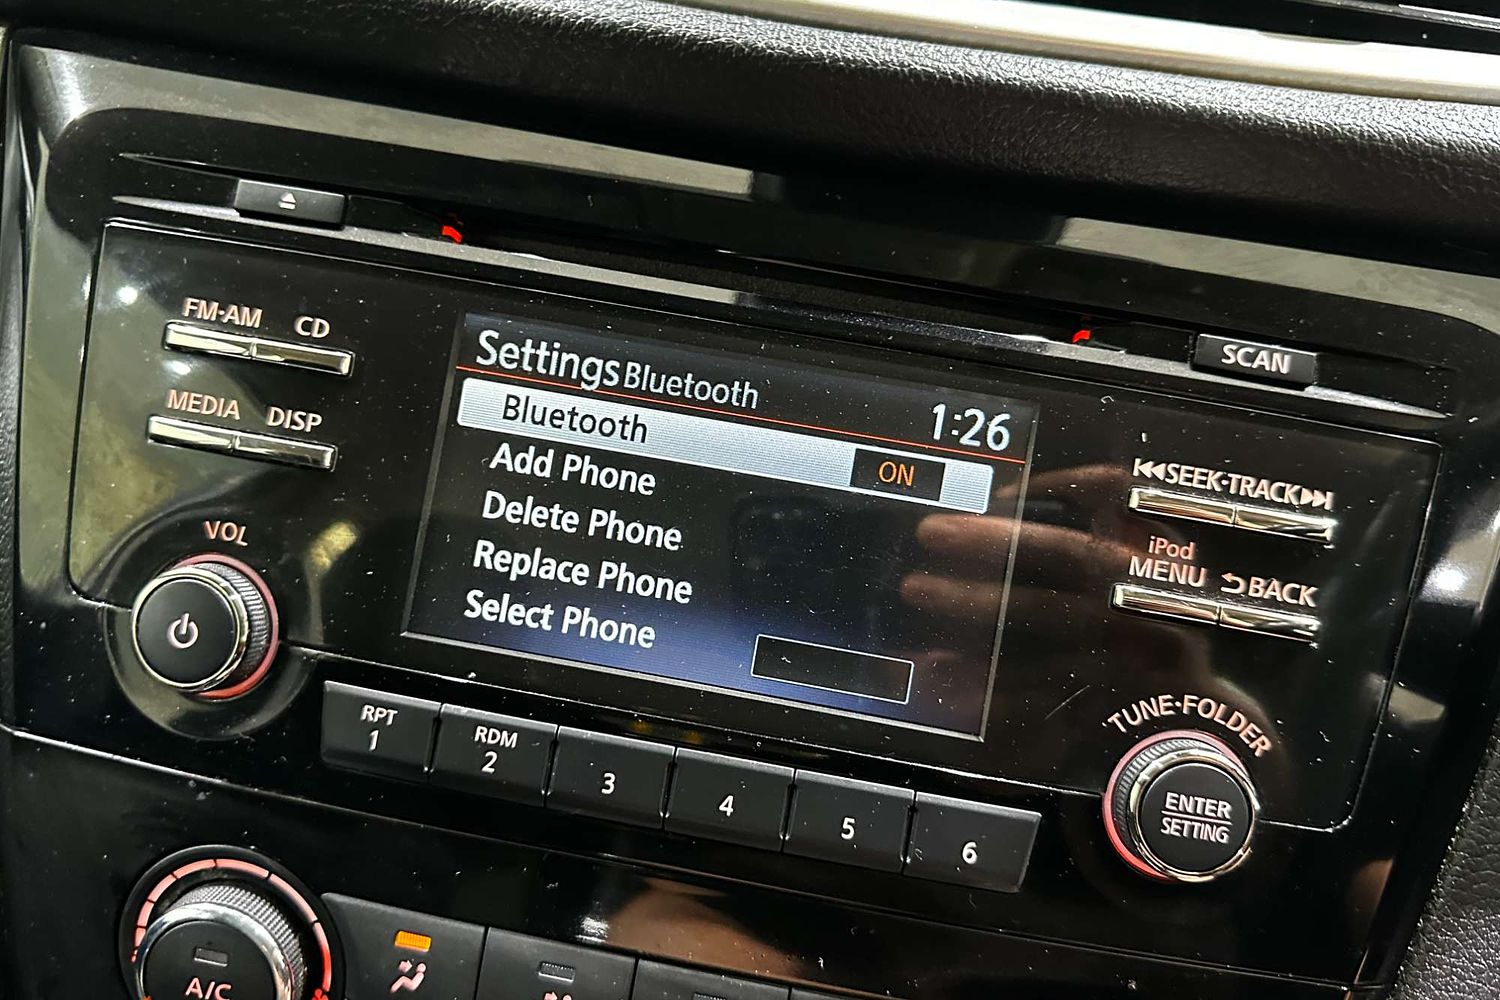 SCAN
FM·AM CD
MEDIA DISP
VOL
Settings Bluetooth
1:26
Bluetooth ON
Add Phone
Delete Phone
Replace Phone
Select Phone
SEEK·TRACK
iPod
MENU BACK
TUNE·FOLDER
ENTER
SETTING
RPT
1
RDM
2
3
4
5
6
A/C